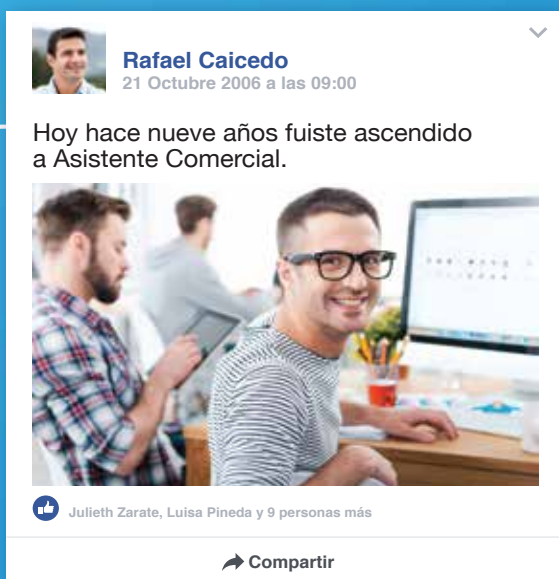 Rafael Caicedo
21 Octubre 2006 a las 09:00
Hoy hace nueve años fuiste ascendido
a Asistente Comercial.
Julieth Zarate, Luisa Pineda y 9 personas más
Compartir